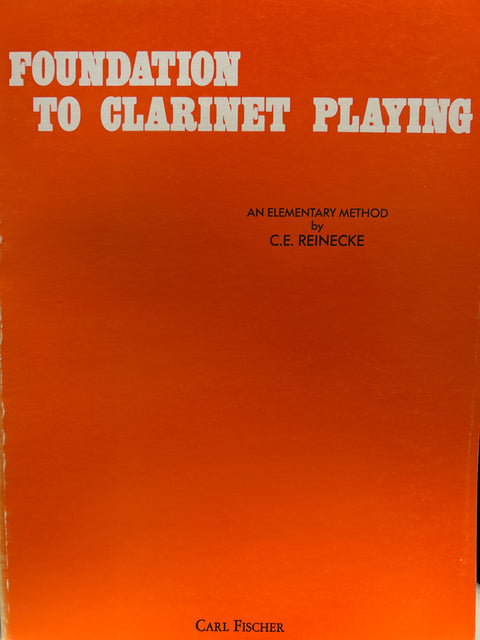 FOUNDATION
TO CLARINET PLAYING
AN ELEMENTARY METHOD
by
C.E. REINECKE
CARL FISCHER